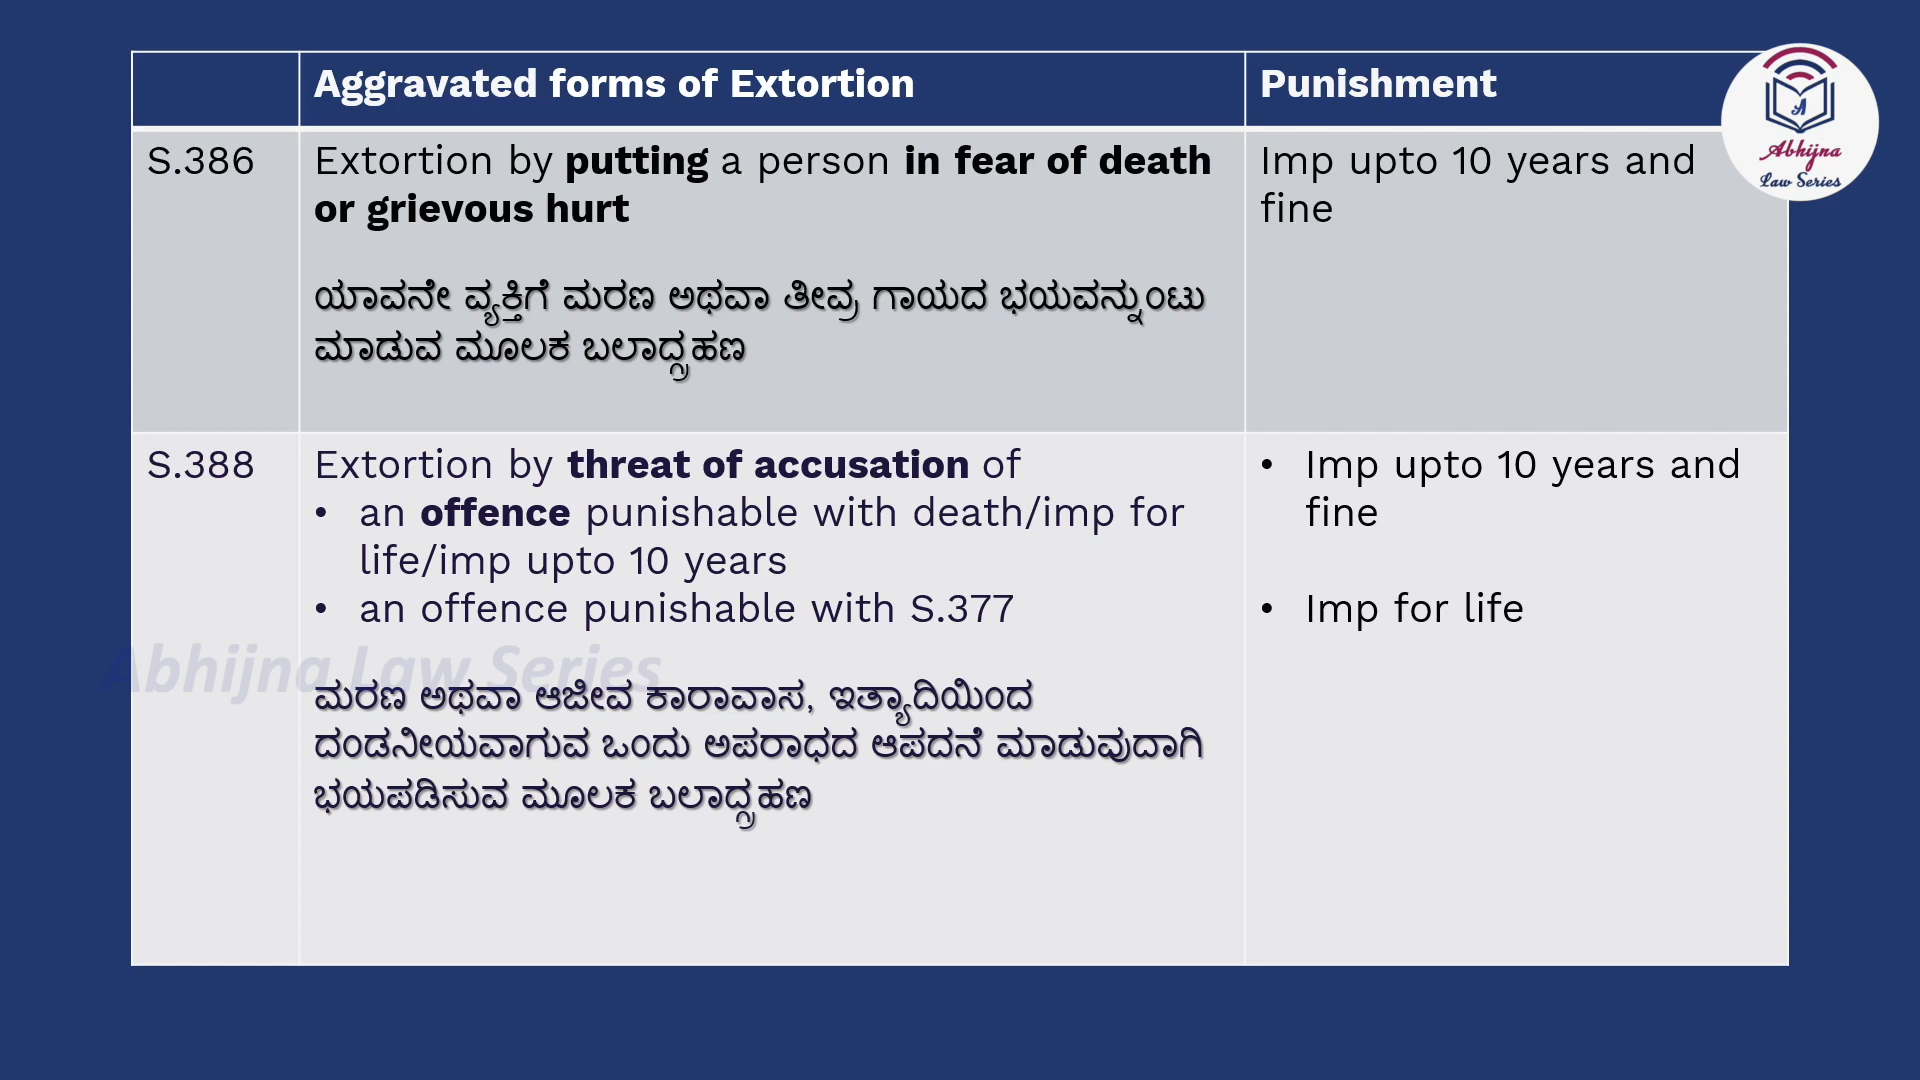 Aggravated forms of Extortion
Punishment
S.386
Extortion by putting a person in fear of death
or grievous hurt
ಯಾವನೇ ವ್ಯಕ್ತಿಗೆ ಮರಣ ಅಥವಾ ತೀವ್ರ ಗಾಯದ ಭಯವನ್ನುಂಟು
ಮಾಡುವ ಮೂಲಕ ಬಲಾದ್ಗ್ರಹಣ
Imp upto 10 years and
fine
S.388
Extortion by threat of accusation of
• an offence punishable with death/imp for
life/imp upto 10 years
• an offence punishable with S.377
ಮರಣ ಅಥವಾ ಆಜೀವ ಕಾರಾವಾಸ, ಇತ್ಯಾದಿಯಿಂದ
ದಂಡನೀಯವಾಗುವ ಒಂದು ಅಪರಾಧದ ಆಪದನೆ ಮಾಡುವುದಾಗಿ
ಭಯಪಡಿಸುವ ಮೂಲಕ ಬಲಾದ್ಗ್ರಹಣ
• Imp upto 10 years and
fine
• Imp for life
Abhijna Law Series
A
Abhijna
Law Series